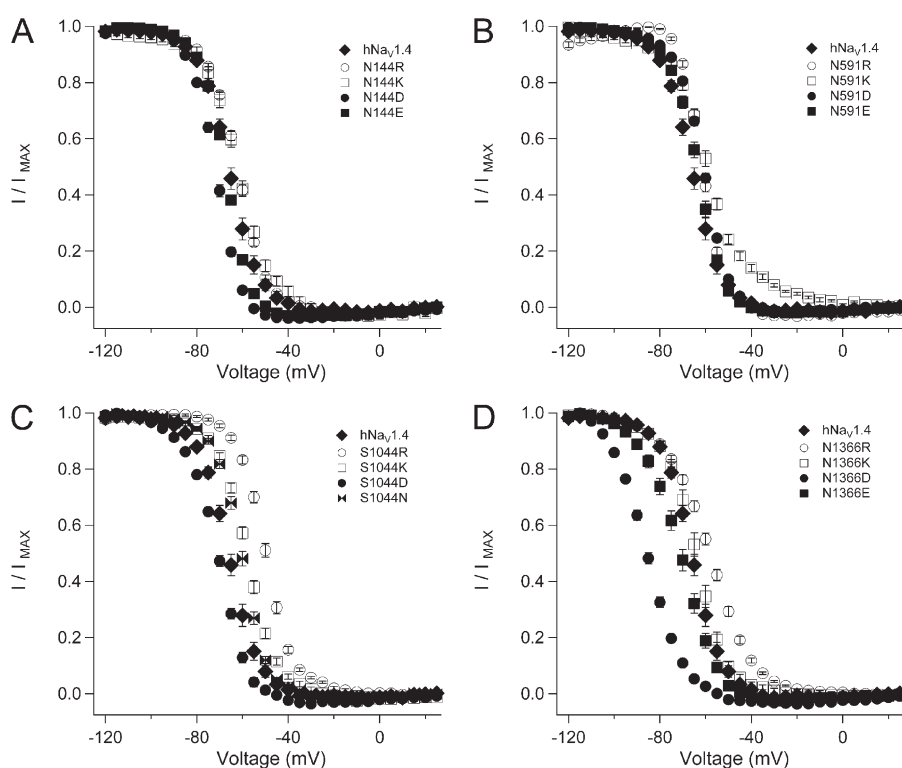 A
1.0
0.8
0.6
0.4
0.2
0.0
I / I MAX
-120
-80
-40
0
Voltage (mV)
hNaV1.4
N144R
N144K
N144D
N144E
B
1.0
0.8
0.6
0.4
0.2
0.0
I / I MAX
-120
-80
-40
0
Voltage (mV)
hNaV1.4
N591R
N591K
N591D
N591E
C
1.0
0.8
0.6
0.4
0.2
0.0
I / I MAX
-120
-80
-40
0
Voltage (mV)
hNaV1.4
S1044R
S1044K
S1044D
S1044N
D
1.0
0.8
0.6
0.4
0.2
0.0
I / I MAX
-120
-80
-40
0
Voltage (mV)
hNaV1.4
N1366R
N1366K
N1366D
N1366E